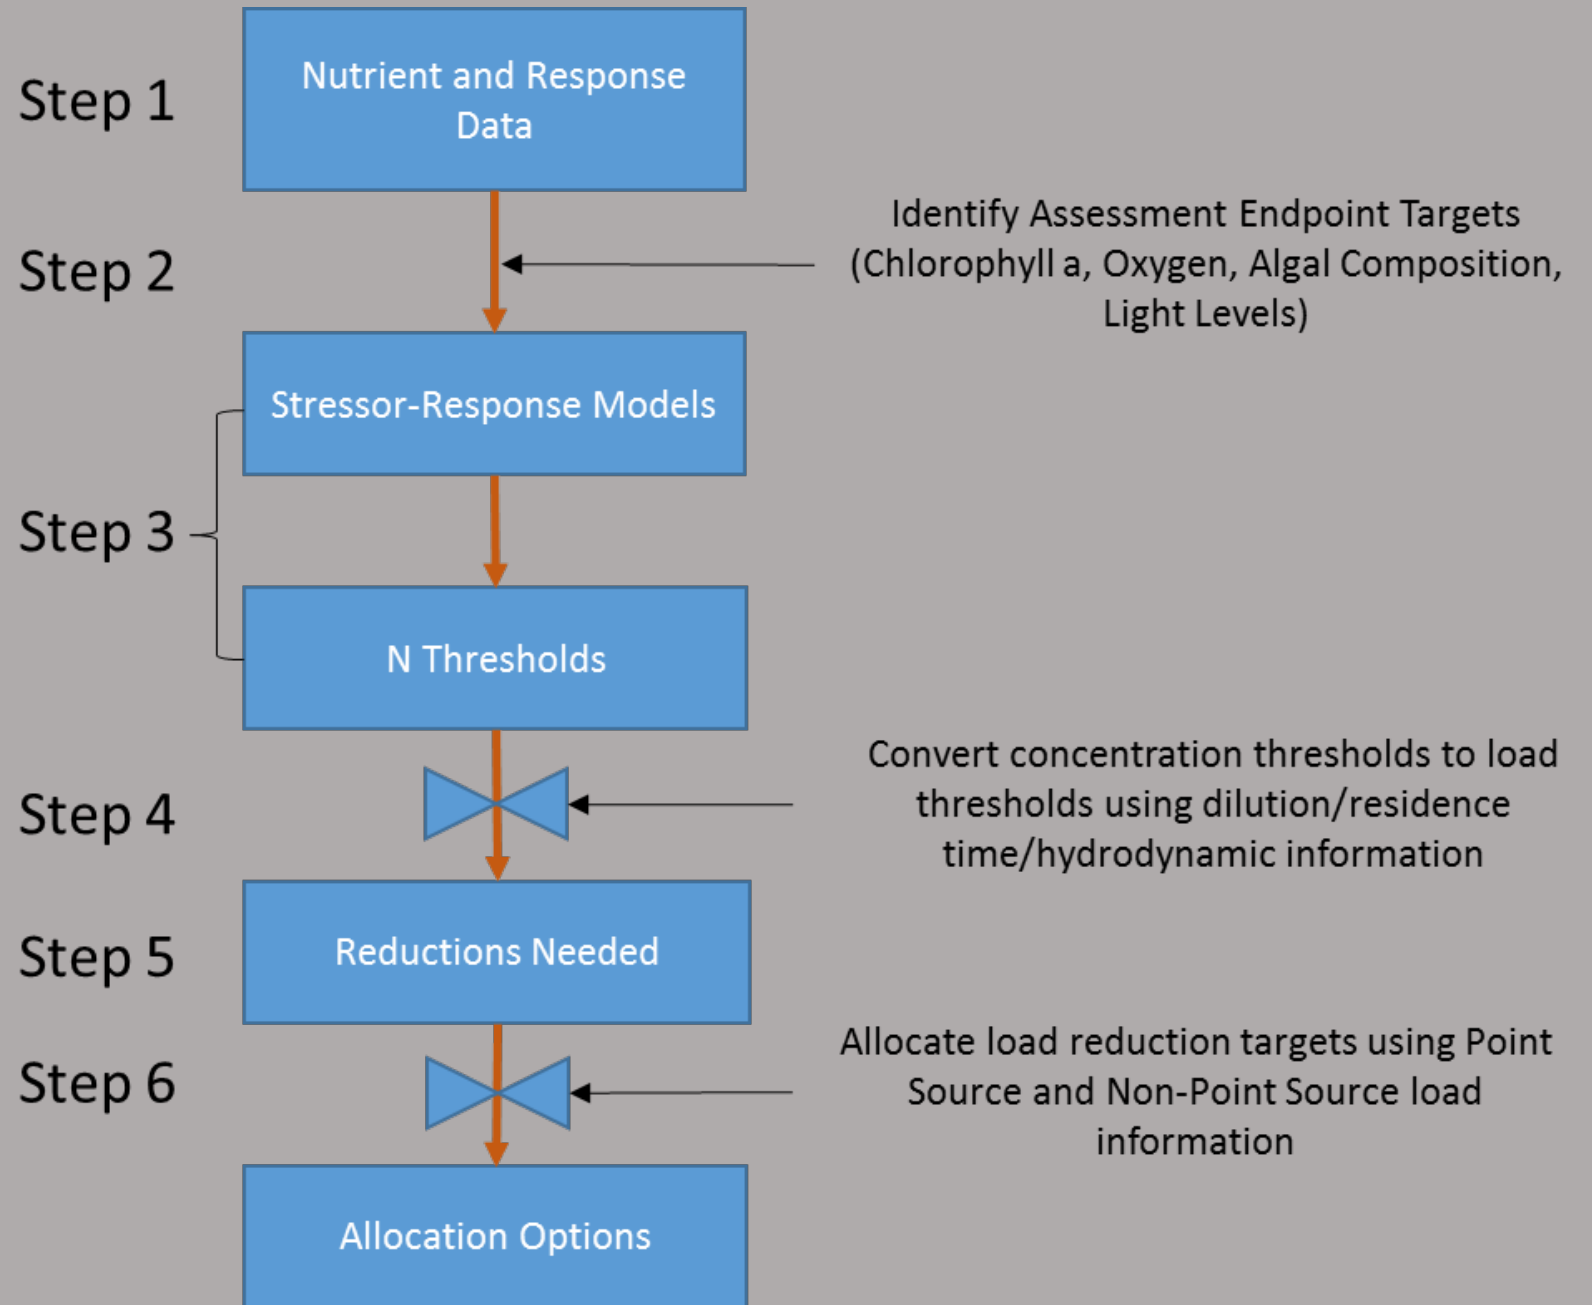 Step 1
Nutrient and Response
Data
Step 2
Identify Assessment Endpoint Targets
(Chlorophyll a, Oxygen, Algal Composition,
Light Levels)
Stressor-Response Models
Step 3
N Thresholds
Step 4
Convert concentration thresholds to load
thresholds using dilution/residence
time/hydrodynamic information
Step 5
Reductions Needed
Step 6
Allocate load reduction targets using Point
Source and Non-Point Source load
information
Allocation Options